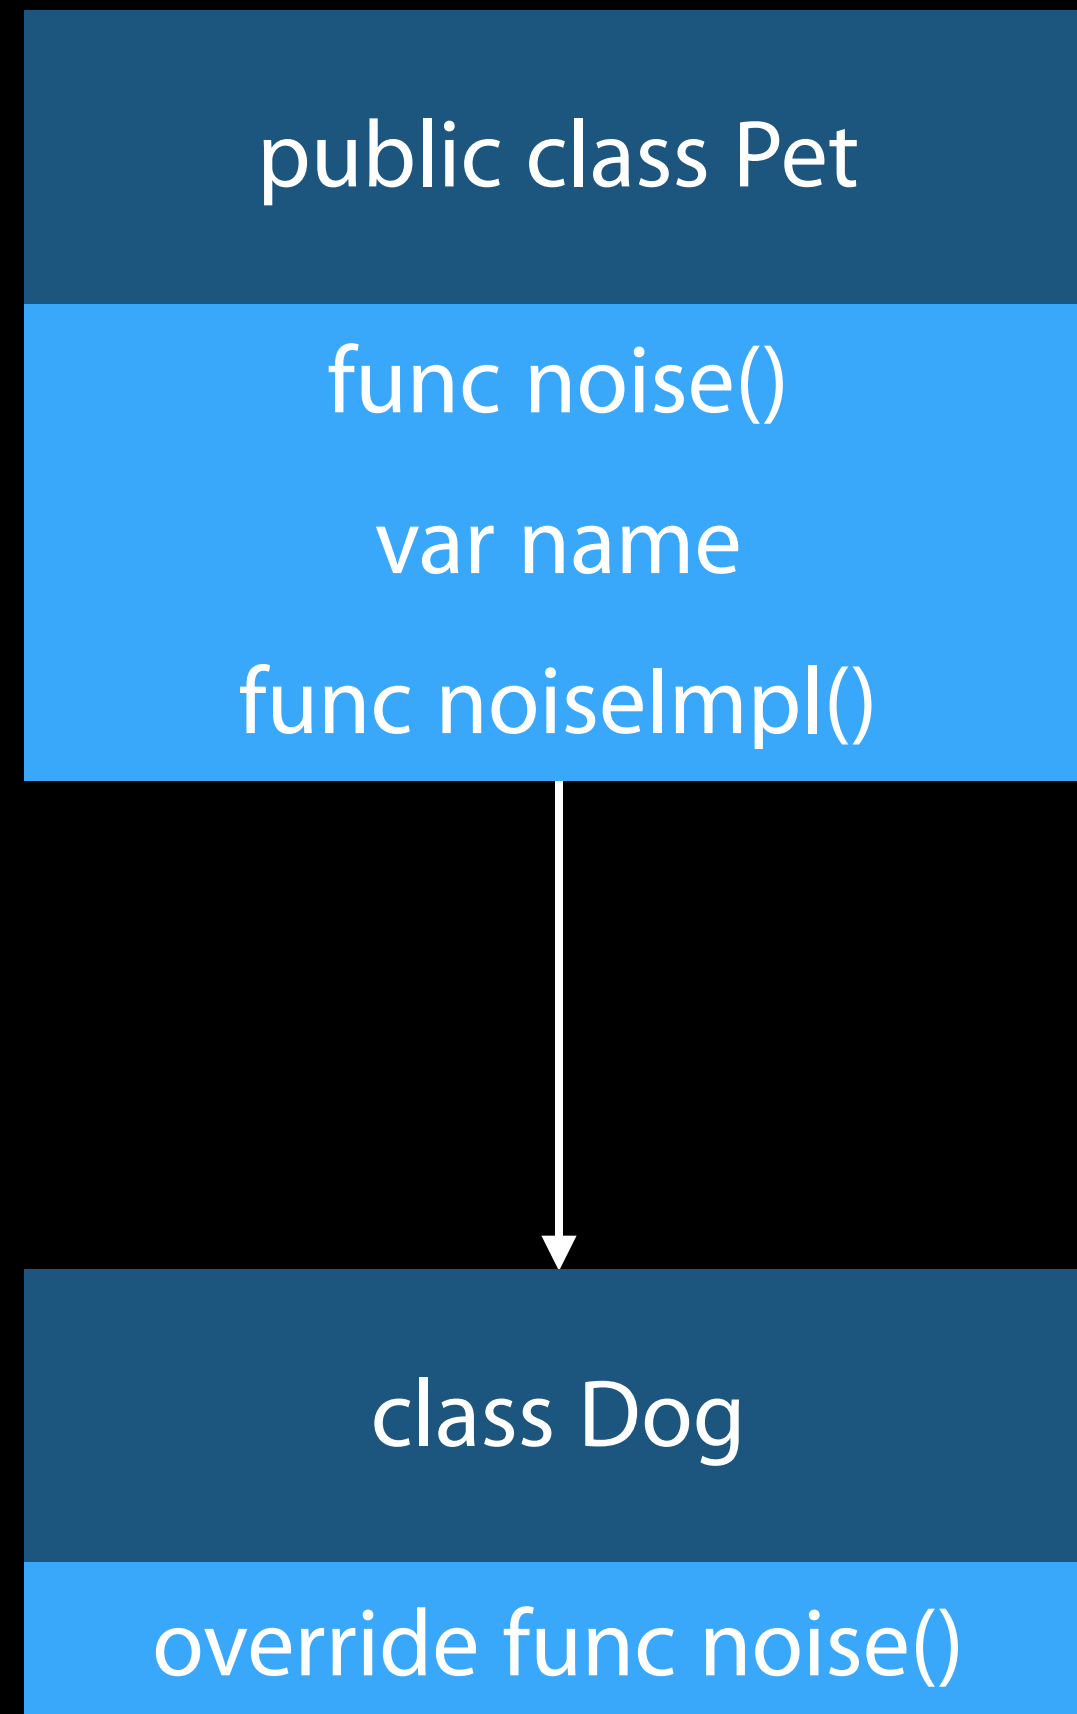 public class Pet
func noise()
var name
func noiseImpl()
class Dog
override func noise()